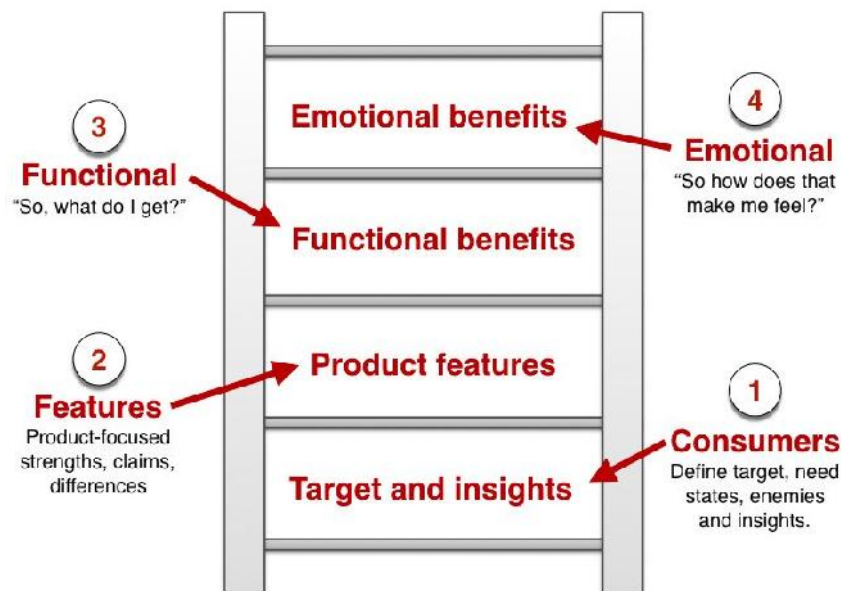 Emotional benefits
4
Emotional
“So how does that
make me feel?”
3
Functional
“So, what do I get?”
Functional benefits
2
Features
Product-focused
strengths, claims,
differences
Product features
1
Consumers
Define target, need
states, enemies
and insights.
Target and insights